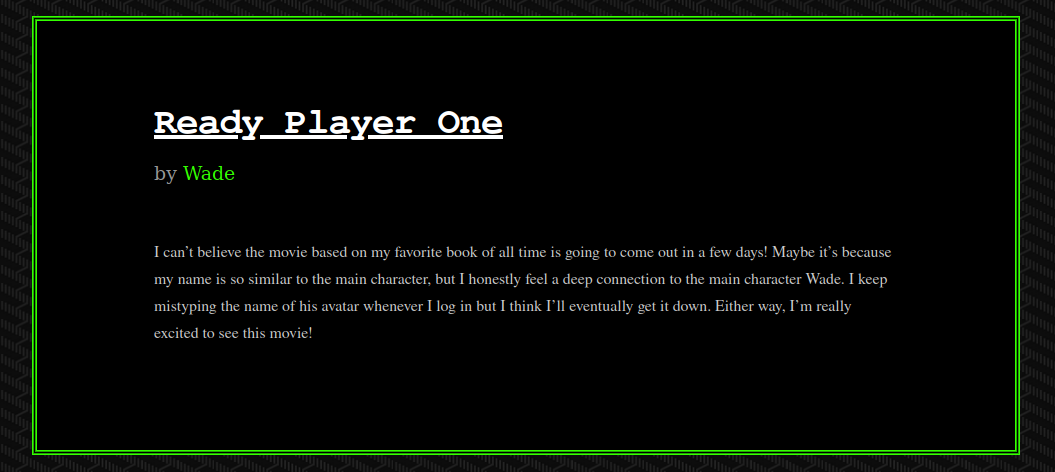 Ready Player One
by Wade
I can’t believe the movie based on my favorite book of all time is going to come out in a few days! Maybe it’s because
my name is so similar to the main character, but I honestly feel a deep connection to the main character Wade. I keep
mistyping the name of his avatar whenever I log in but I think I’ll eventually get it down. Either way, I’m really
excited to see this movie!